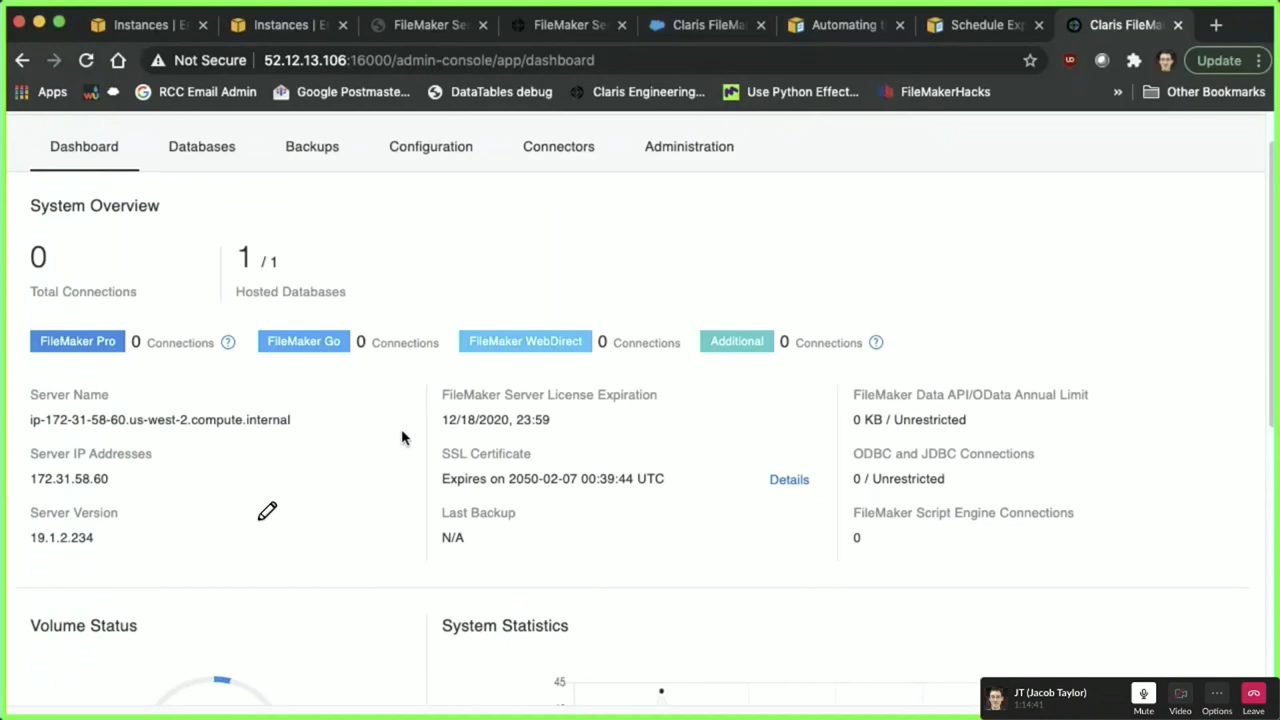 Instances | E
Instances | E
FileMaker Se
FileMaker Se
Claris FileMa
Automating t
Schedule Exp
Claris FileMa
Not Secure
52.12.13.106:16000/admin-console/app/dashboard
Update
Apps
RCC Email Admin
Google Postmaste...
DataTables debug
Claris Engineering...
Use Python Effect...
FileMakerHacks
»
Other Bookmarks
Dashboard
Databases
Backups
Configuration
Connectors
Administration
System Overview
0
Total Connections
1 / 1
Hosted Databases
FileMaker Pro 0 Connections ?
FileMaker Go 0 Connections
FileMaker WebDirect 0 Connections
Additional 0 Connections ?
Server Name
ip-172-31-58-60.us-west-2.compute.internal
Server IP Addresses
172.31.58.60
Server Version
19.1.2.234
FileMaker Server License Expiration
12/18/2020, 23:59
SSL Certificate
Expires on 2050-02-07 00:39:44 UTC
Details
Last Backup
N/A
FileMaker Data API/OData Annual Limit
0 KB / Unrestricted
ODBC and JDBC Connections
0 / Unrestricted
FileMaker Script Engine Connections
0
Volume Status
System Statistics
45
JT (Jacob Taylor)
1:14:41
Mute
Video
Options
Leave